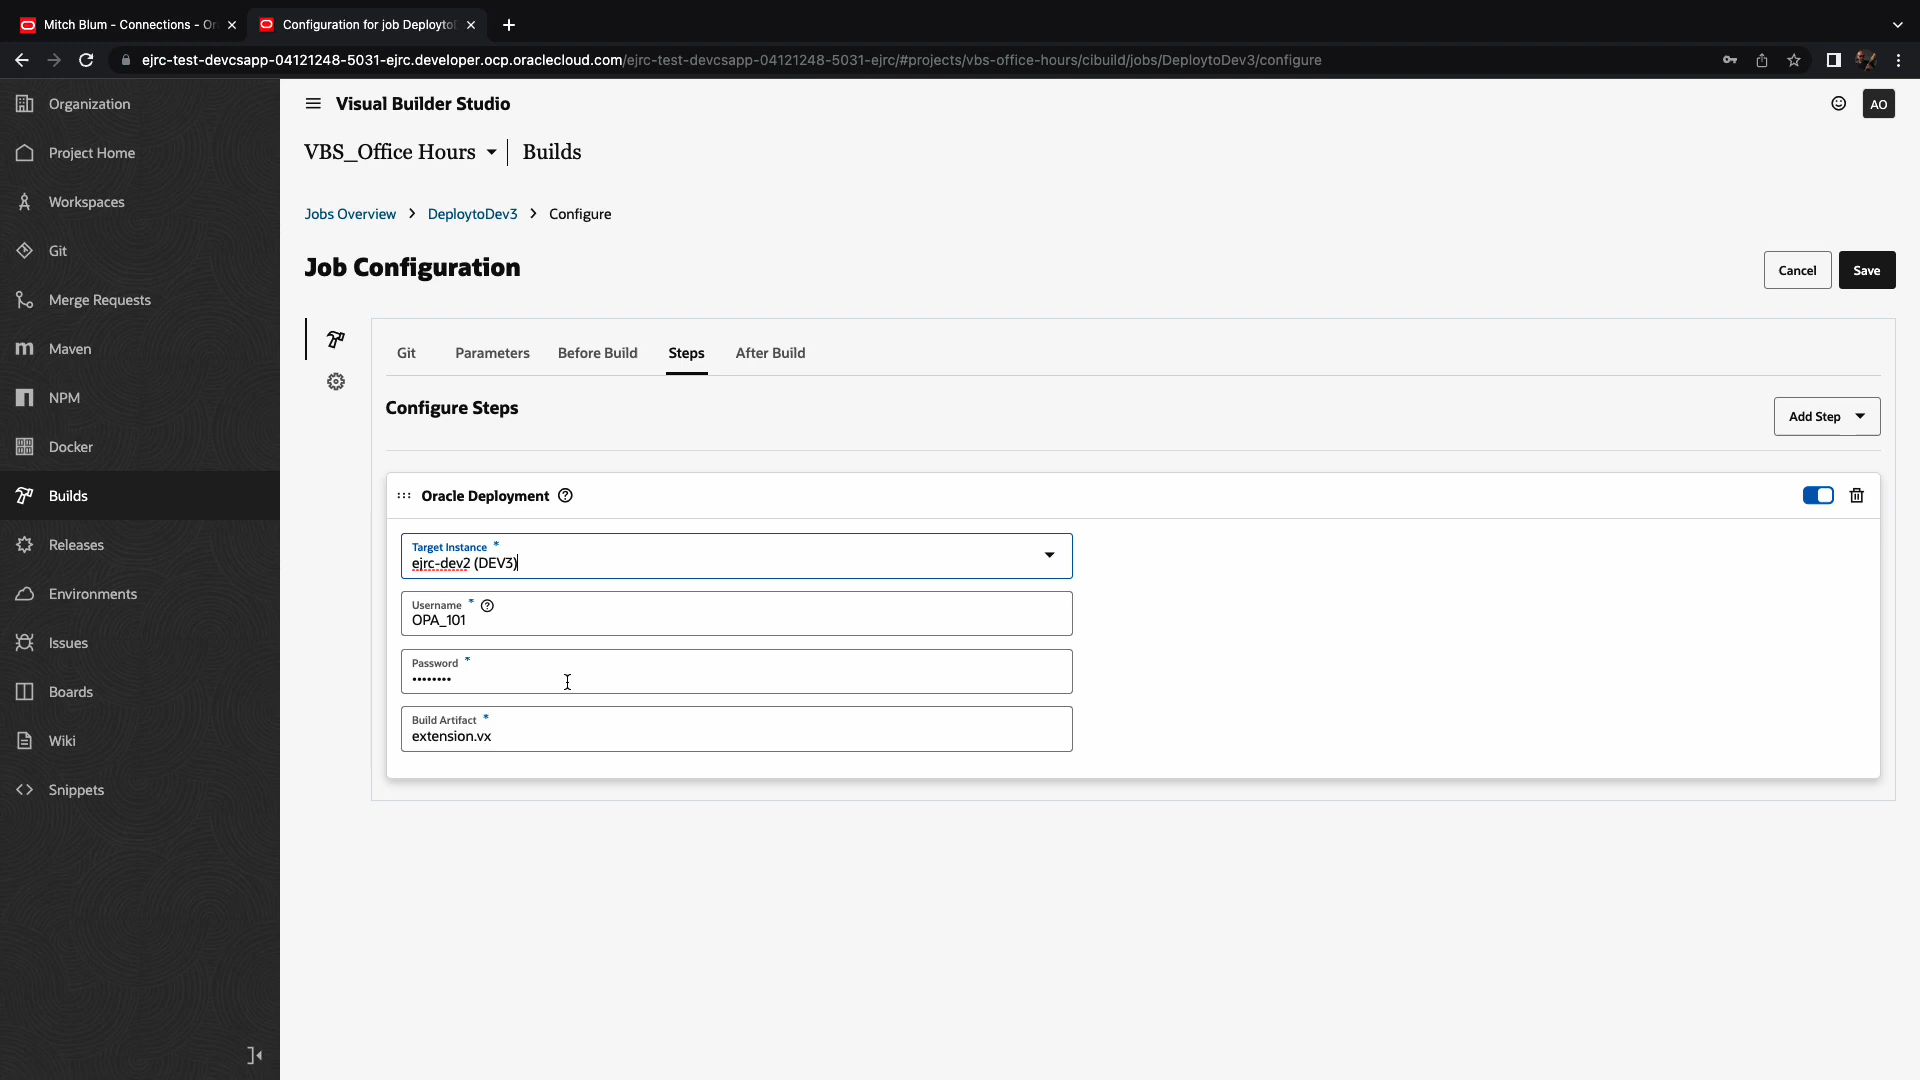 Mitch Blum - Connections - Or
Configuration for job DeploytoD
ejrc-test-devcsapp-04121248-5031-ejrc.developer.ocp.oraclecloud.com/ejrc-test-devcsapp-04121248-5031-ejrc/#projects/vbs-office-hours/cibuild/jobs/DeploytoDev3/configure
Organization
Project Home
Workspaces
Git
Merge Requests
Maven
NPM
Docker
Builds
Releases
Environments
Issues
Boards
Wiki
Snippets
Visual Builder Studio
AO
VBS_Office Hours
Builds
Jobs Overview > DeploytoDev3 > Configure
Job Configuration
Cancel
Save
Git
Parameters
Before Build
Steps
After Build
Configure Steps
Add Step
Oracle Deployment
Target Instance *
ejrc-dev2 (DEV3)
Username *
OPA_101
Password *
••••••••
Build Artifact *
extension.vx